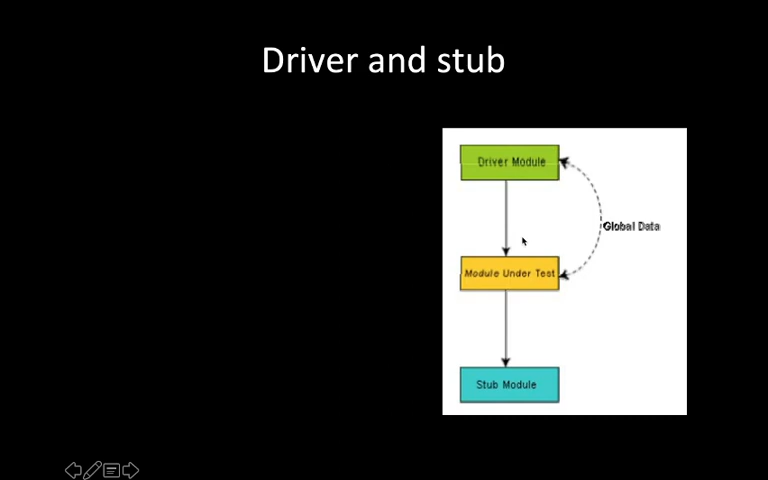 Driver and stub
Driver Module
Global Data
Module Under Test
Stub Module